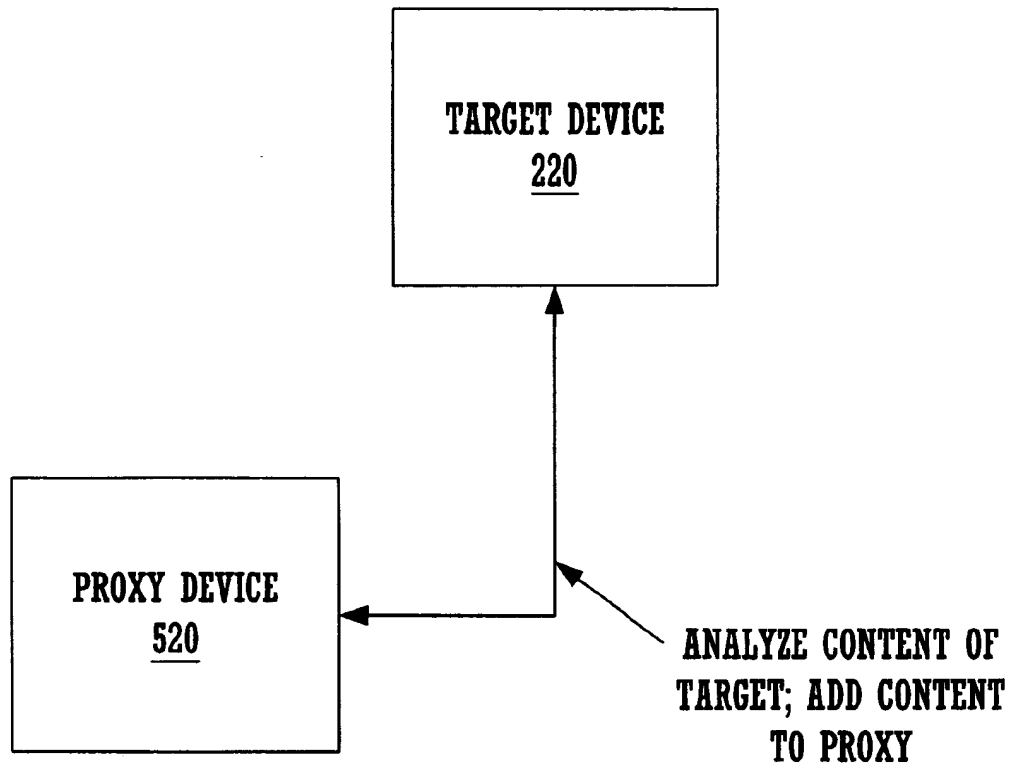 TARGET DEVICE
220
PROXY DEVICE
520
ANALYZE CONTENT OF
TARGET; ADD CONTENT
TO PROXY